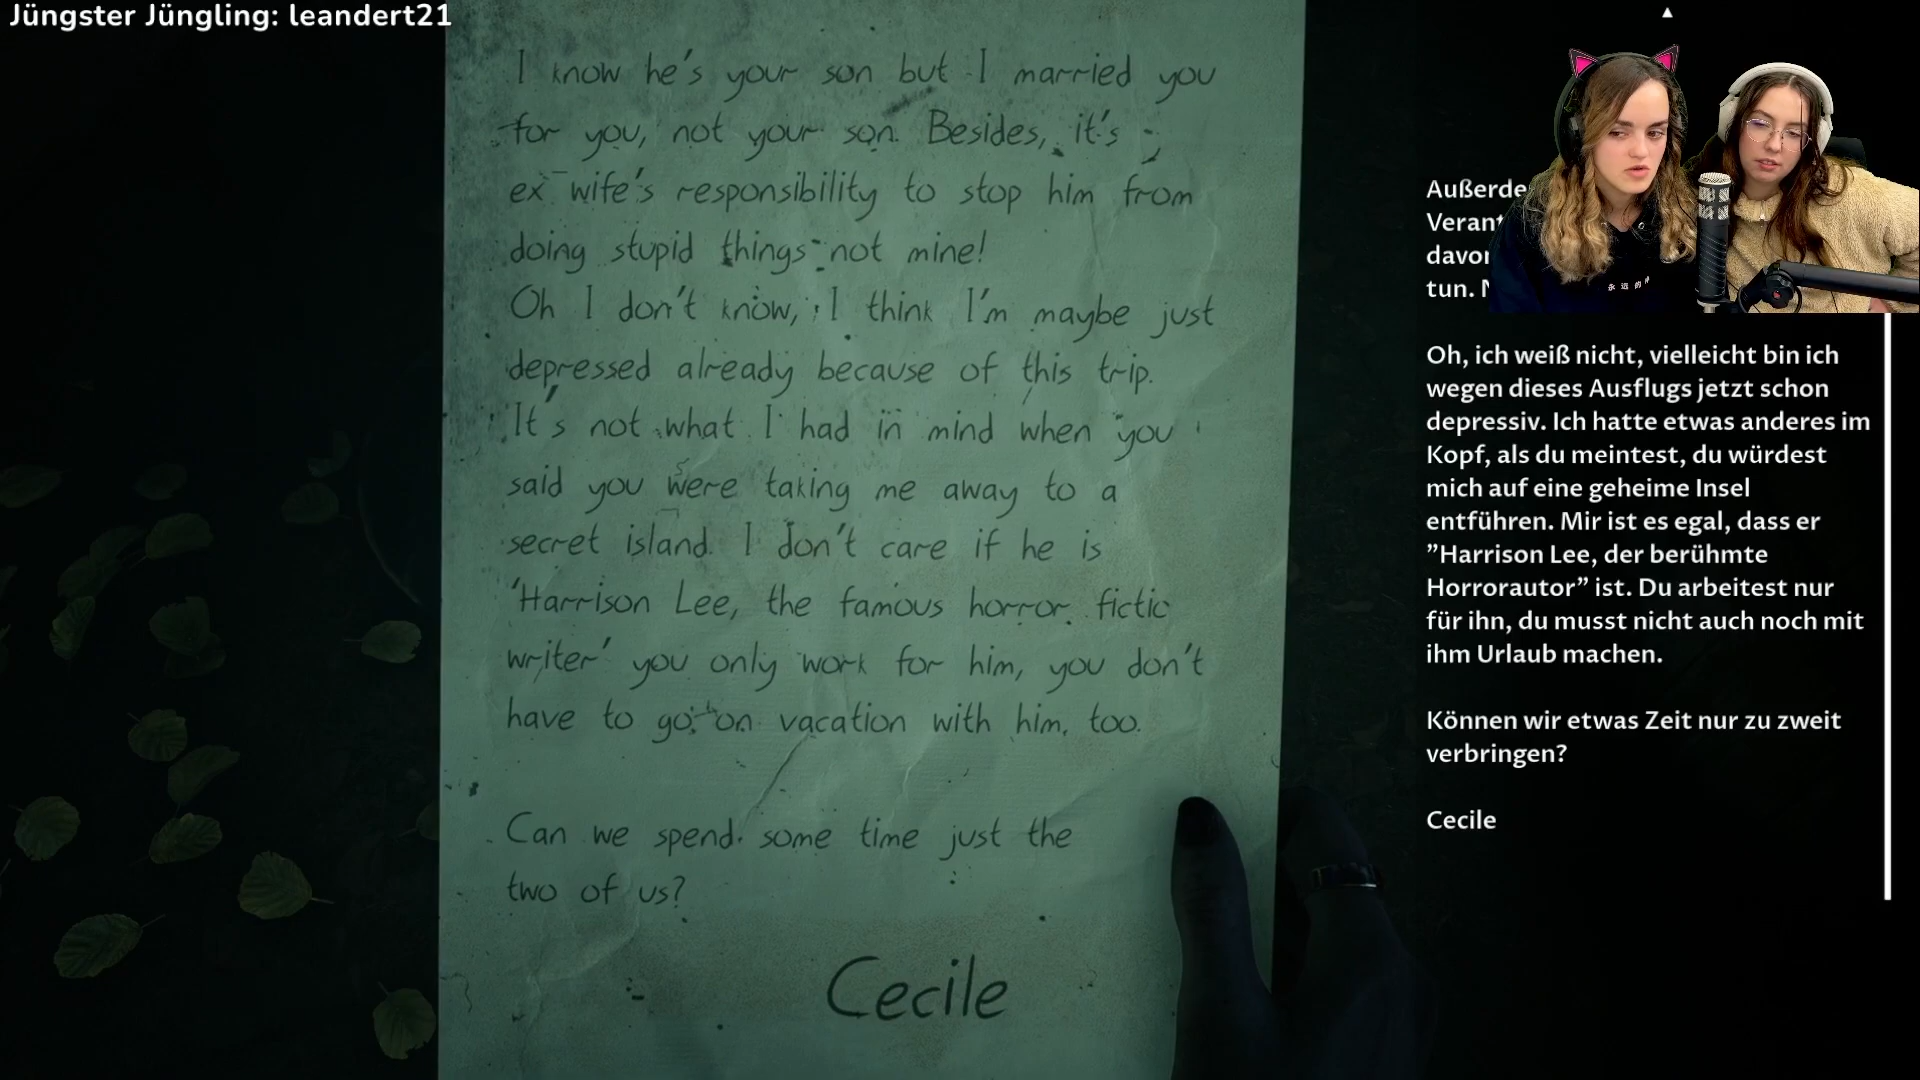 Jüngster Jüngling: leandert21
I know he's your son but I married you
for you, not your son. Besides, it's
ex wife's responsibility to stop him from
doing stupid things not mine!
Oh I don't know, I think I'm maybe just
depressed already because of this trip.
It's not what I had in mind when you
said you were taking me away to a
secret island. I don't care if he is
'Harrison Lee, the famous horror fictic
writer' you only work for him, you don't
have to go on vacation with him, too.
Can we spend some time just the
two of us?
Cecile
▲
tun.
Oh, ich weiß nicht, vielleicht bin ich
wegen dieses Ausflugs jetzt schon
depressiv. Ich hatte etwas anderes im
Kopf, als du meintest, du würdest
mich auf eine geheime Insel
entführen. Mir ist es egal, dass er
”Harrison Lee, der berühmte
Horrorautor” ist. Du arbeitest nur
für ihn, du musst nicht auch noch mit
ihm Urlaub machen.
Können wir etwas Zeit nur zu zweit
verbringen?
Cecile